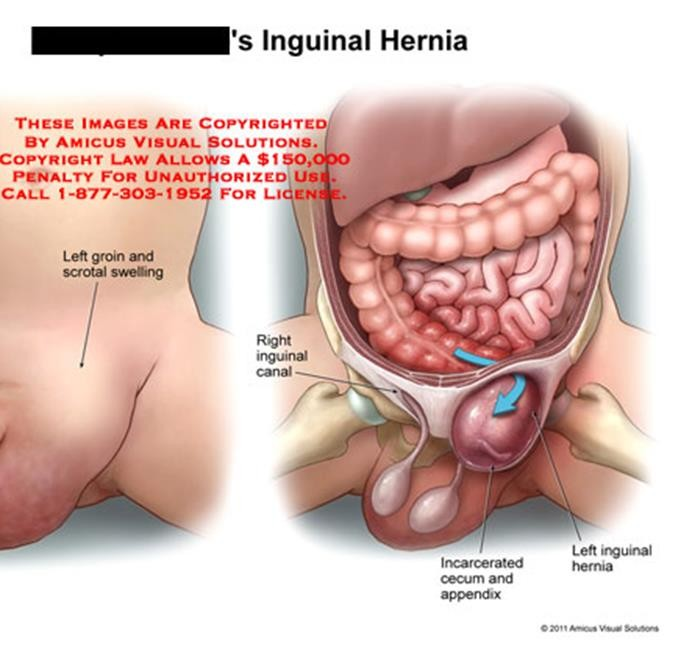 's Inguinal Hernia
THESE IMAGES ARE COPYRIGHTED
BY AMICUS VISUAL SOLUTIONS.
COPYRIGHT LAW ALLOWS A $150,000
PENALTY FOR UNAUTHORIZED USE.
CALL 1-877-303-1952 FOR LICENSE.
Left groin and
scrotal swelling
Right
inguinal
canal
Incarcerated
cecum and
appendix
Left inguinal
hernia
© 2011 Amicus Visual Solutions